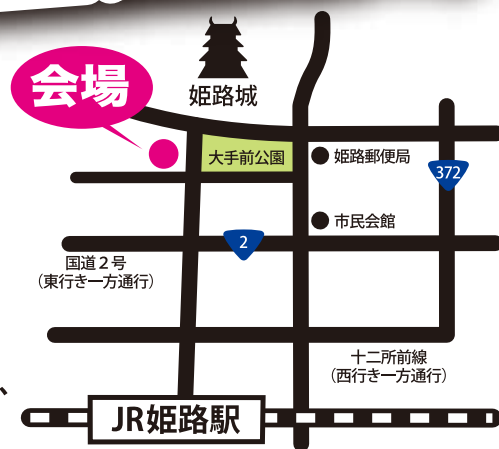 会場
姫路城
大手前公園
姫路郵便局
372
市民会館
2
国道2号
(東行き一方通行)
十二所前線
(西行き一方通行)
、
JR姫路駅